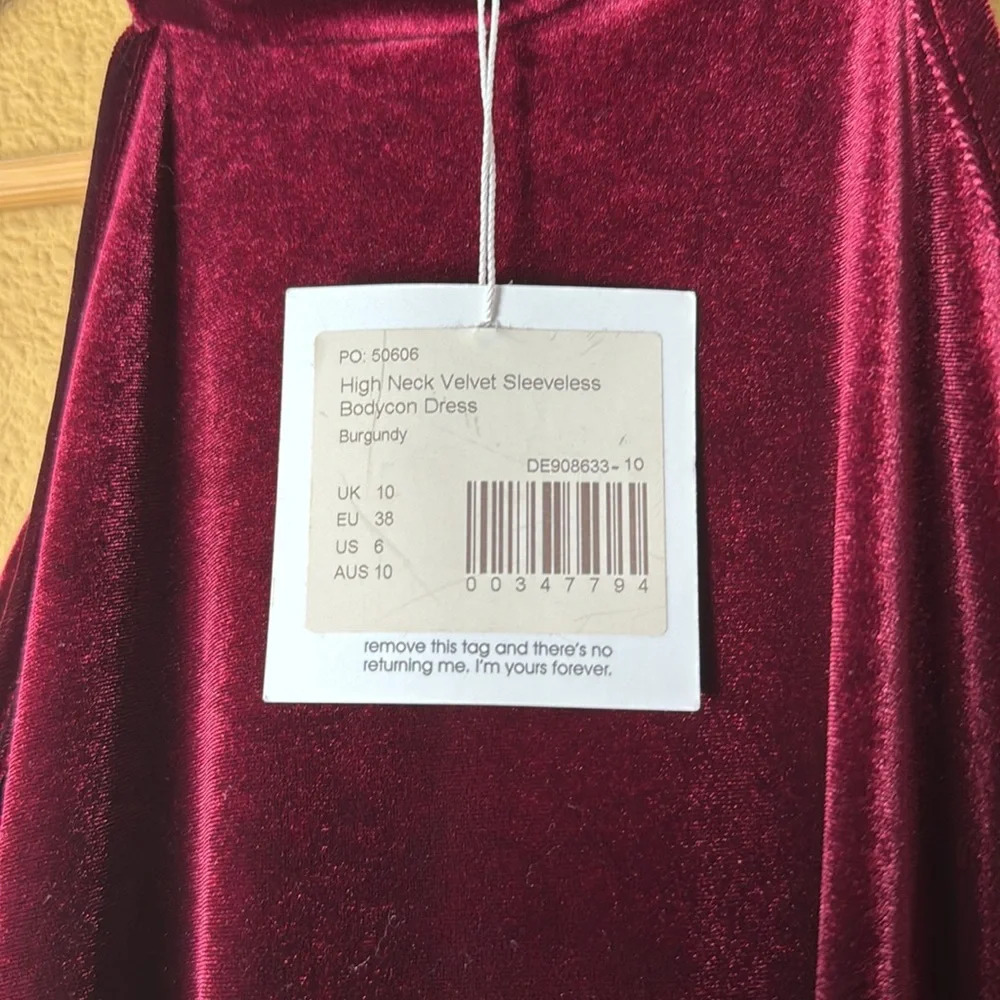 PO: 50606
High Neck Velvet Sleeveless
Bodycon Dress
Burgundy
DE908633-10
UK 10
EU 38
US 6
AUS 10
00347794
remove this tag and there's no
returning me. I'm yours forever.